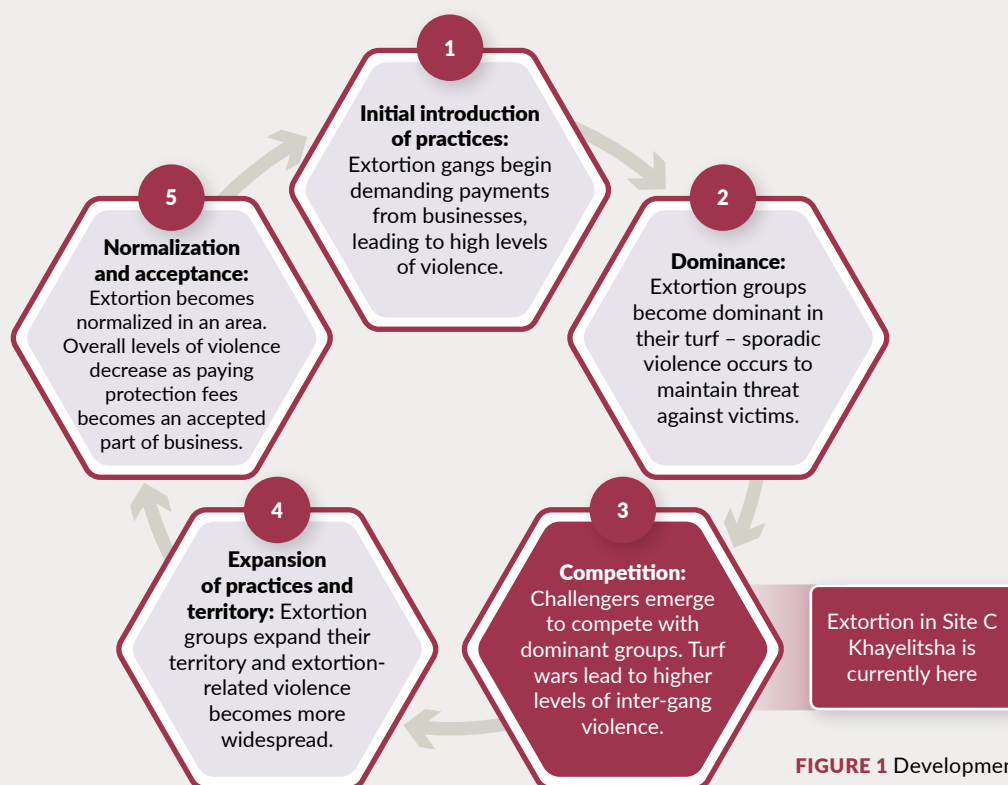 1
Initial introduction
of practices:
Extortion gangs begin
demanding payments
from businesses,
leading to high levels
of violence.
2
Dominance:
Extortion groups
become dominant in
their turf – sporadic
violence occurs to
maintain threat
against victims.
3
Competition:
Challengers emerge
to compete with
dominant groups. Turf
wars lead to higher
levels of inter-gang
violence.
Extortion in Site C
Khayelitsha is
currently here
4
Expansion
of practices and
territory: Extortion
groups expand their
territory and extortion-
related violence
becomes more
widespread.
5
Normalization
and acceptance:
Extortion becomes
normalized in an area.
Overall levels of violence
decrease as paying
protection fees
becomes an accepted
part of business.
FIGURE 1